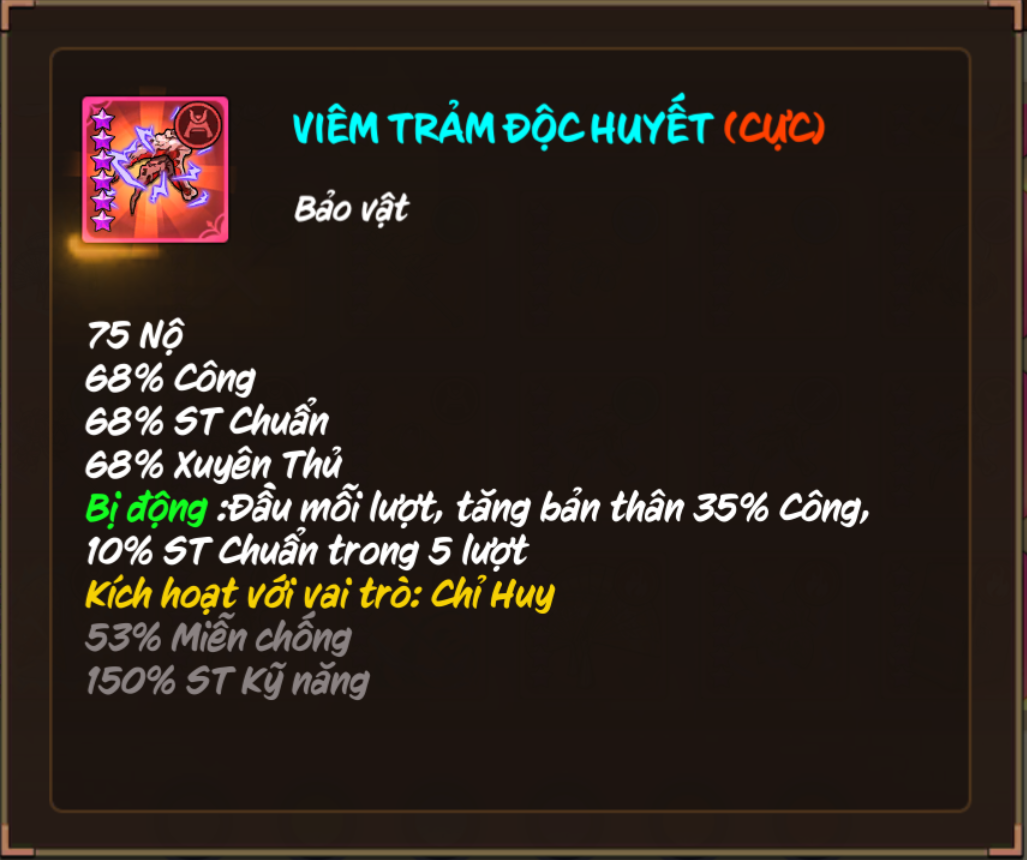 VIÊM TRẢM ĐỘC HUYẾT (CỰC)
Bảo vật
75 Nộ
68% Công
68% ST Chuẩn
68% Xuyên Thủ
Bị động :Đầu mỗi lượt, tăng bản thân 35% Công,
10% ST Chuẩn trong 5 lượt
Kích hoạt với vai trò: Chỉ Huy
53% Miễn chống
150% ST Kỹ năng